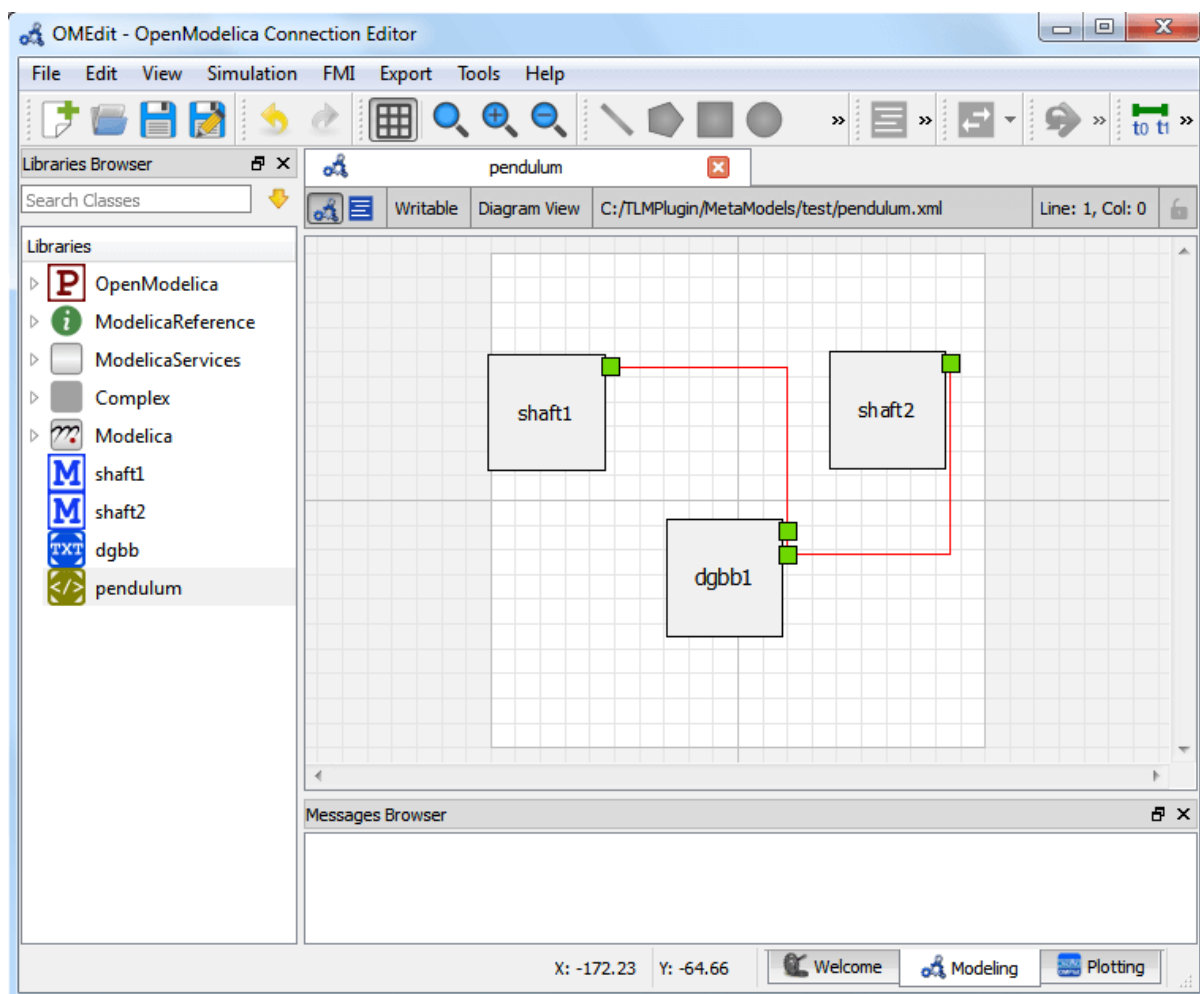 OMEdit - OpenModelica Connection Editor
File Edit View Simulation FMI Export Tools Help
» » » t0 t1 »
Libraries Browser
pendulum
Search Classes
Writable Diagram View C:/TLMPlugin/MetaModels/test/pendulum.xml Line: 1, Col: 0
Libraries
P OpenModelica
i ModelicaReference
ModelicaServices
Complex
Modelica
M shaft1
M shaft2
TXT dgbb
</> pendulum
shaft1
shaft2
dgbb1
Messages Browser
X: -172.23 Y: -64.66 Welcome Modeling Plotting